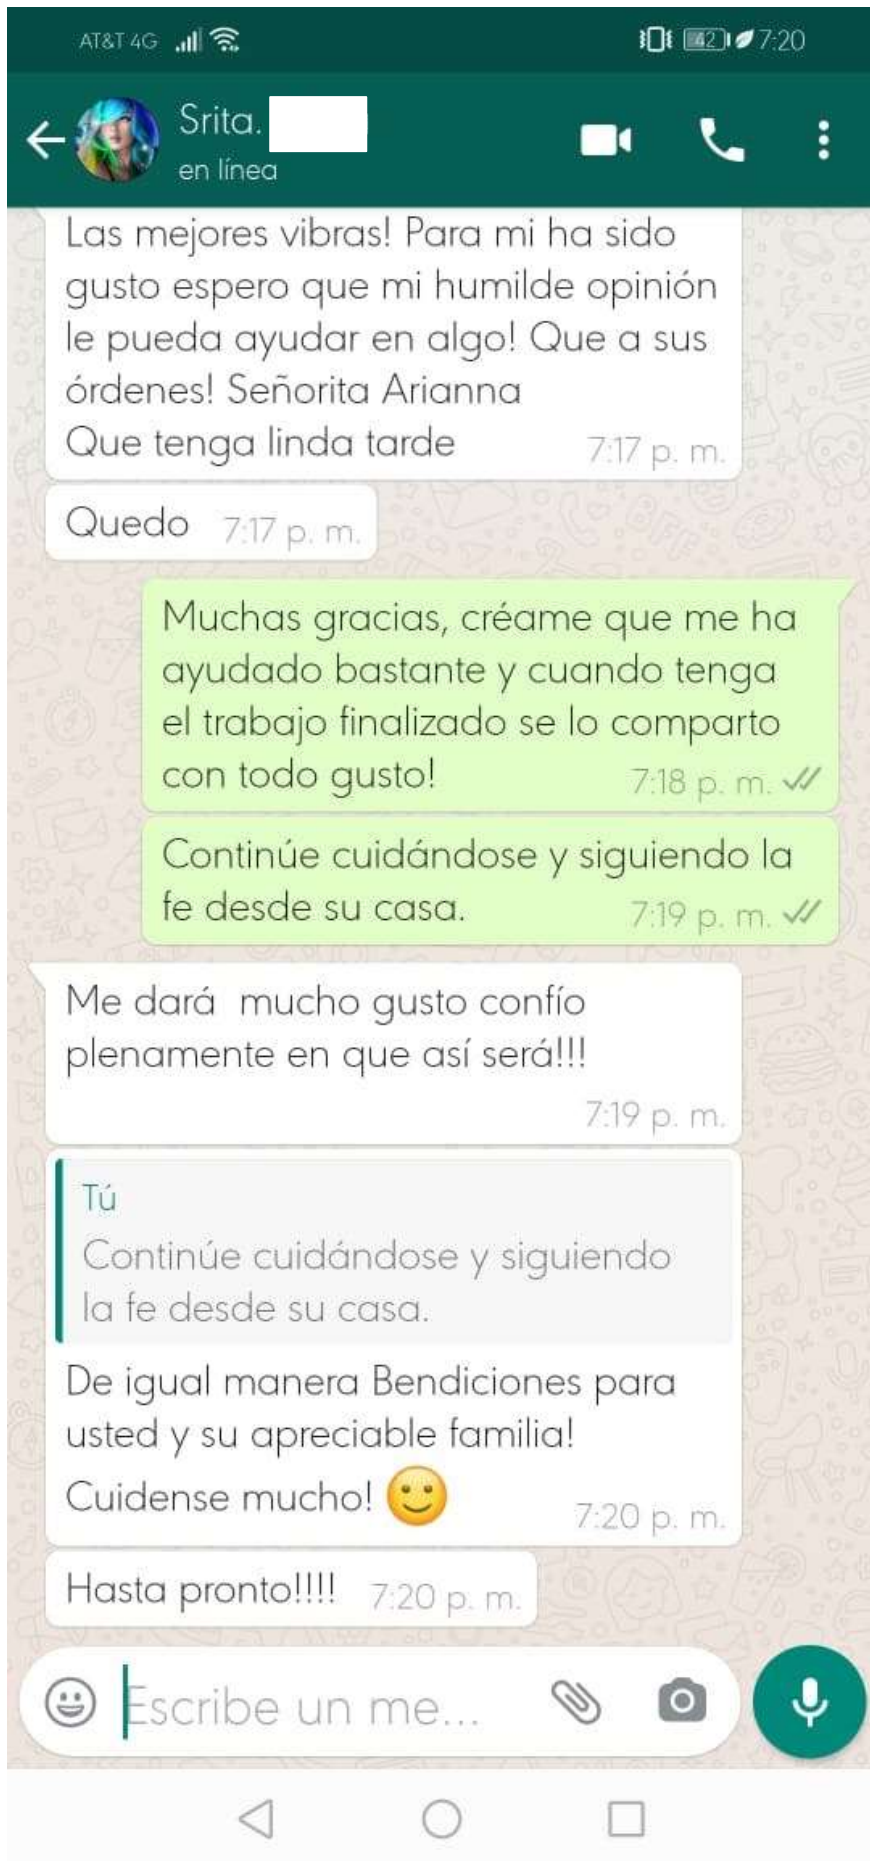 AT&T 4G 42 7:20
Srita.
en línea
Las mejores vibras! Para mi ha sido
gusto espero que mi humilde opinión
le pueda ayudar en algo! Que a sus
órdenes! Señorita Arianna
Que tenga linda tarde 7:17 p. m.
Quedo 7:17 p. m.
Muchas gracias, créame que me ha
ayudado bastante y cuando tenga
el trabajo finalizado se lo comparto
con todo gusto! 7:18 p. m.
Continúe cuidándose y siguiendo la
fe desde su casa. 7:19 p. m.
Me dará  mucho gusto confío
plenamente en que así será!!!
7:19 p. m.
Tú
Continúe cuidándose y siguiendo
la fe desde su casa.
De igual manera Bendiciones para
usted y su apreciable familia!
Cuidense mucho! 🙂 7:20 p. m.
Hasta pronto!!!! 7:20 p. m.
Escribe un me...